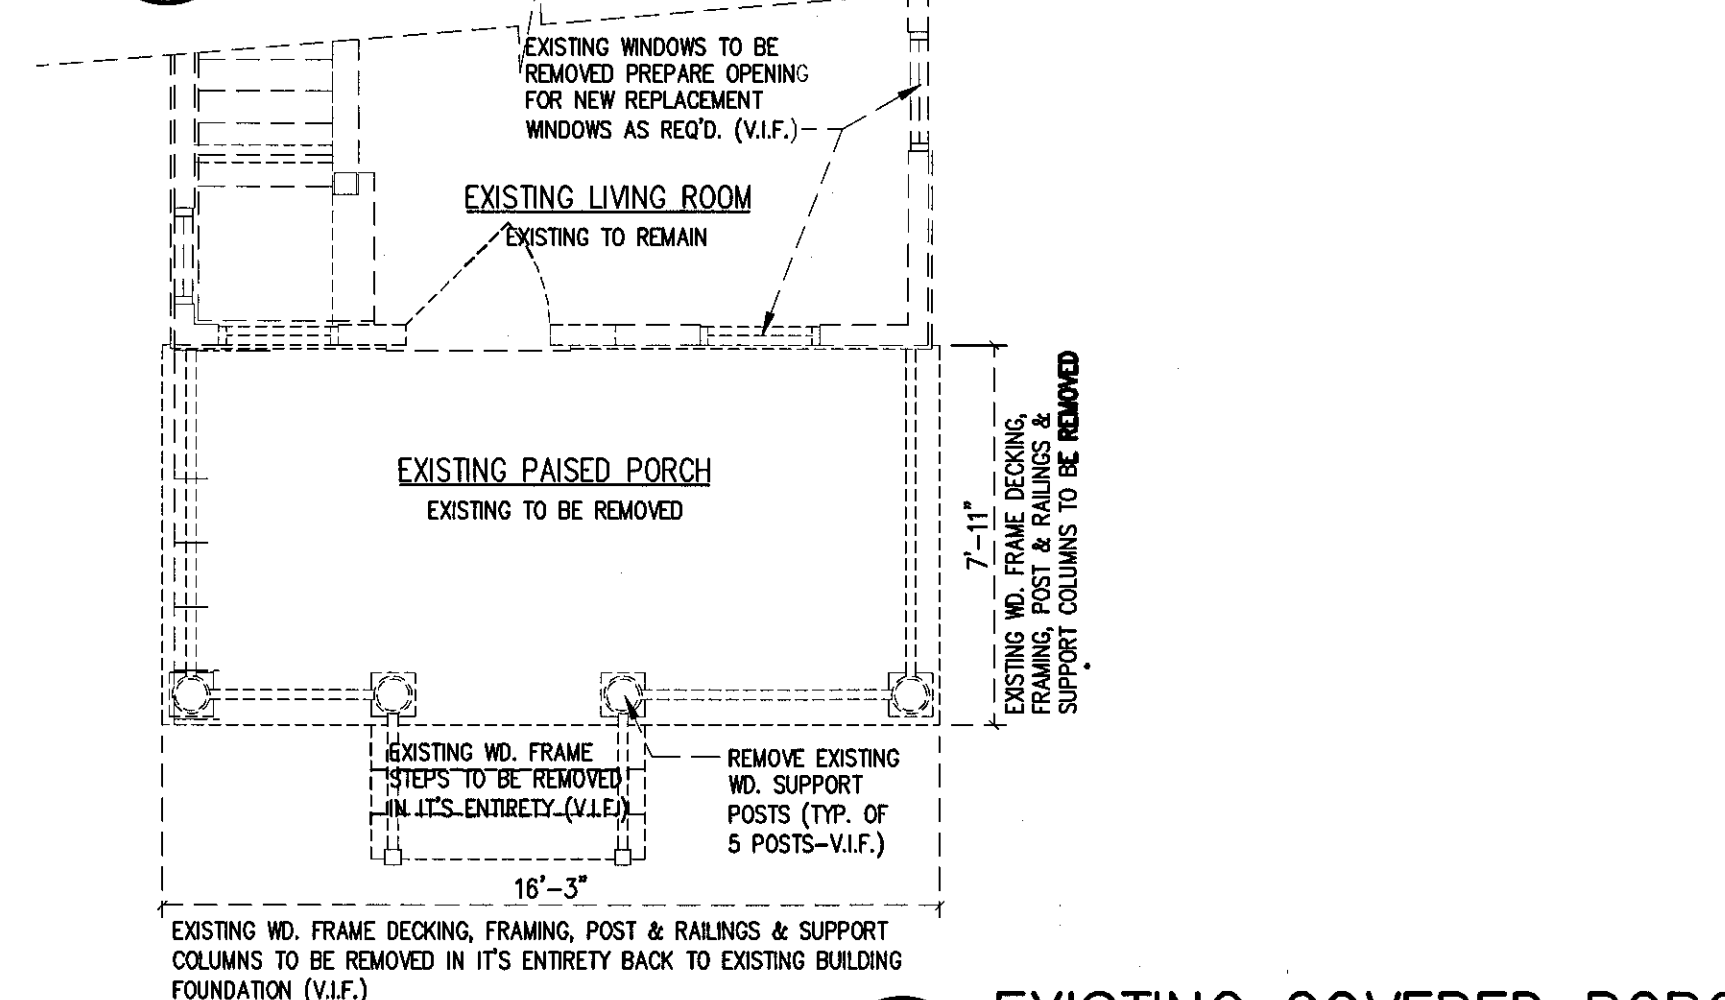 EXISTING WINDOWS TO BE
REMOVED PREPARE OPENING
FOR NEW REPLACEMENT
WINDOWS AS REQ'D. (V.I.F.)
EXISTING LIVING ROOM
EXISTING TO REMAIN
EXISTING PAISED PORCH
EXISTING TO BE REMOVED
7'-11"
EXISTING WD. FRAME DECKING,
FRAMING, POST & RAILINGS &
SUPPORT COLUMNS TO BE REMOVED
EXISTING WD. FRAME
STEPS TO BE REMOVED
IN IT'S ENTIRETY (V.I.F.)
REMOVE EXISTING
WD. SUPPORT
POSTS (TYP. OF
5 POSTS-V.I.F.)
16'-3"
EXISTING WD. FRAME DECKING, FRAMING, POST & RAILINGS & SUPPORT
COLUMNS TO BE REMOVED IN IT'S ENTIRETY BACK TO EXISTING BUILDING
FOUNDATION (V.I.F.)
EXISTING COVERED